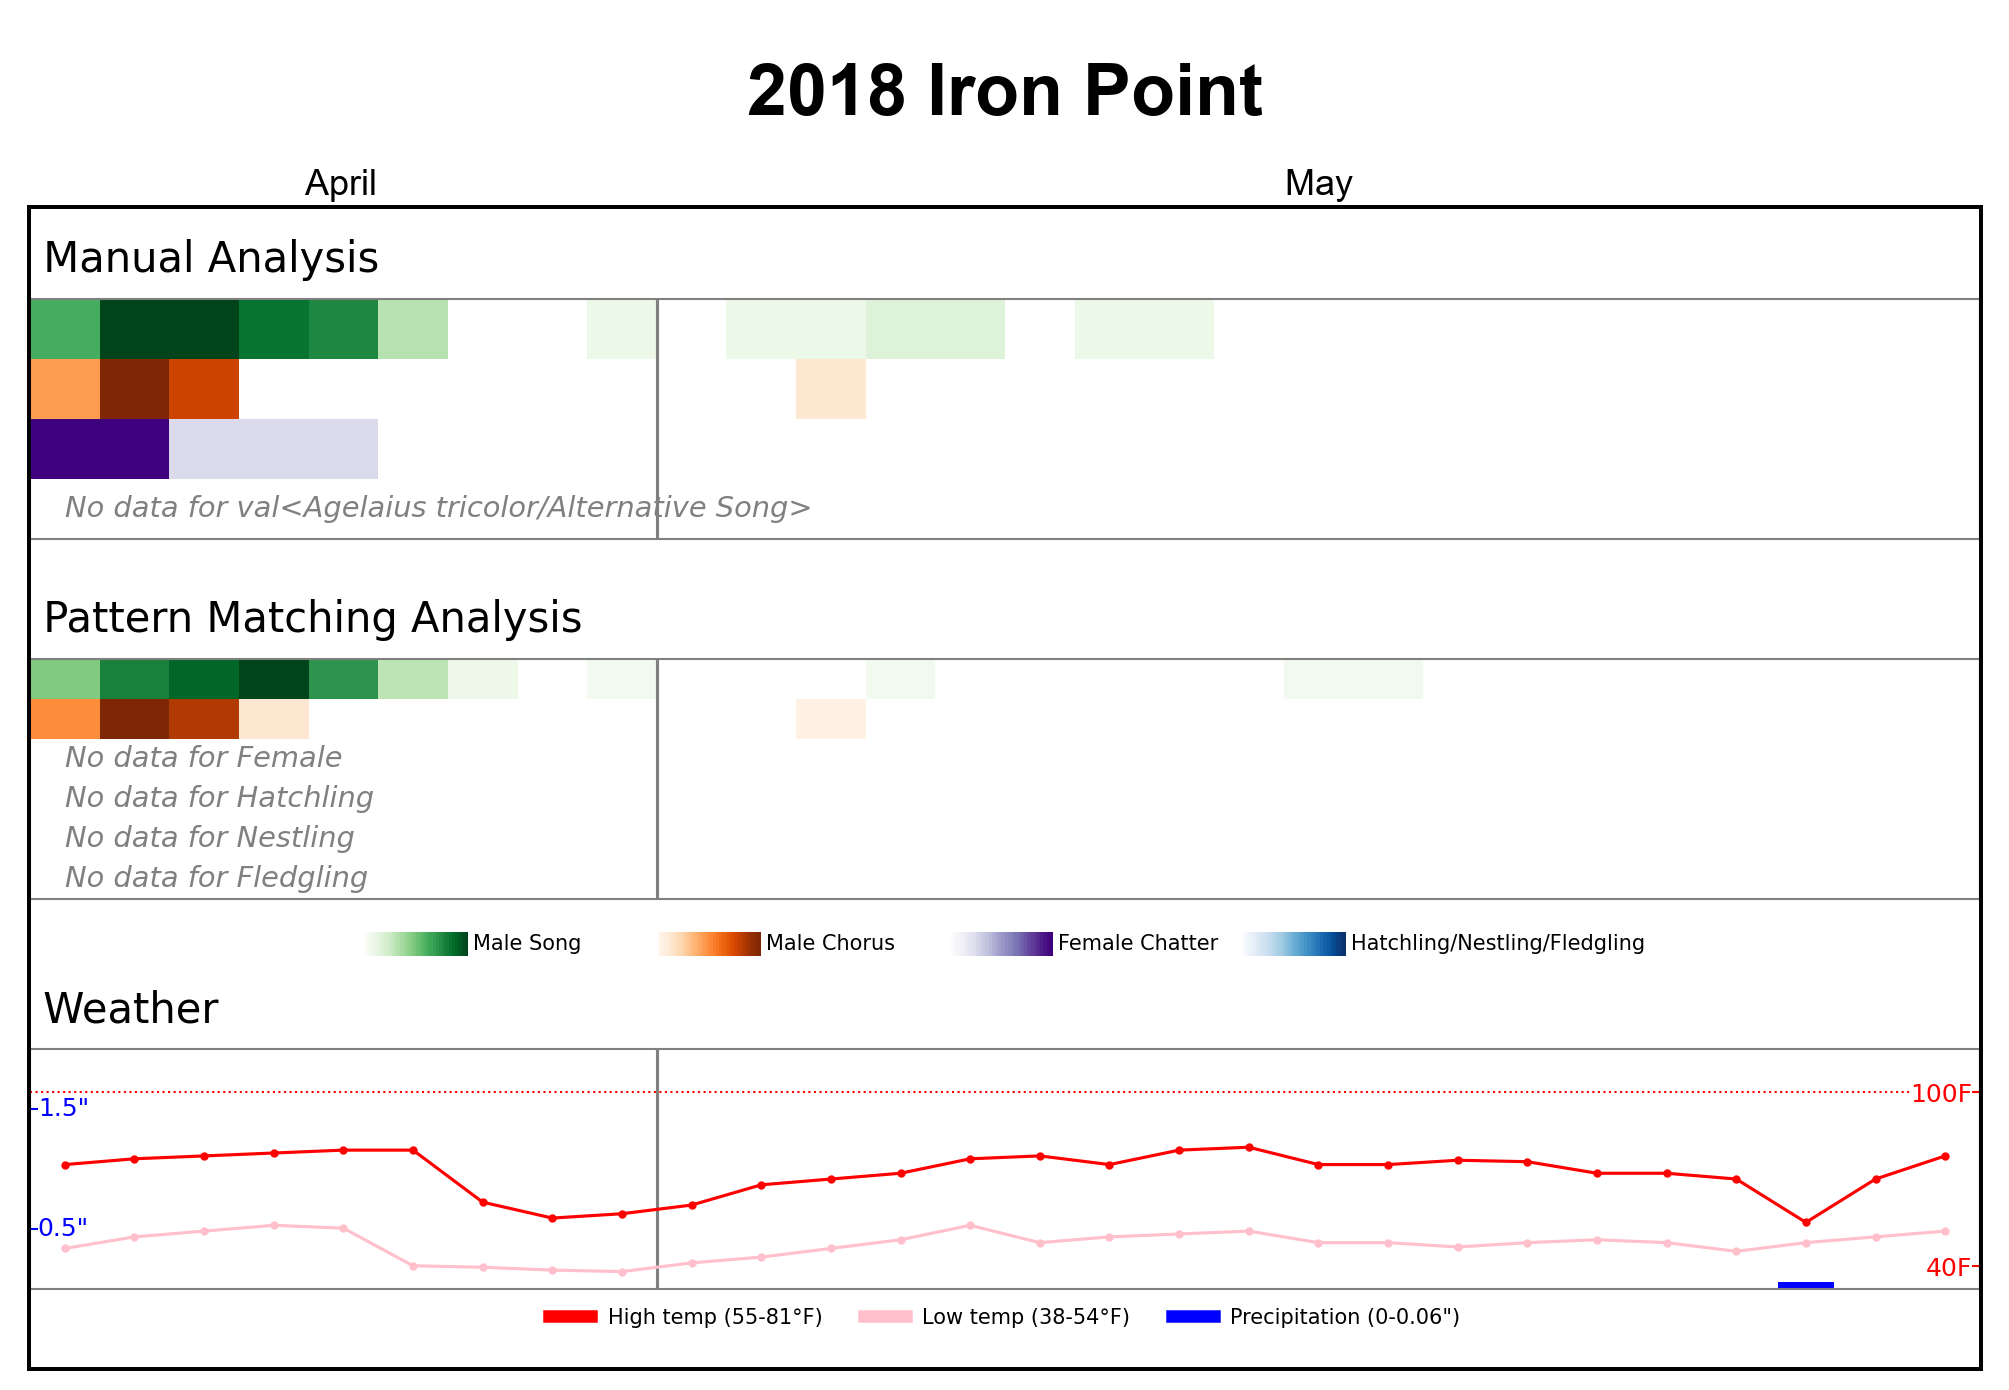 2018 Iron Point
April May
Manual Analysis
No data for val<Agelaius tricolor/Alternative Song>
Pattern Matching Analysis
No data for Female
No data for Hatchling
No data for Nestling
No data for Fledgling
Male Song Male Chorus Female Chatter Hatchling/Nestling/Fledgling
Weather
100F
1.5"
0.5"
40F
High temp (55-81°F) Low temp (38-54°F) Precipitation (0-0.06")